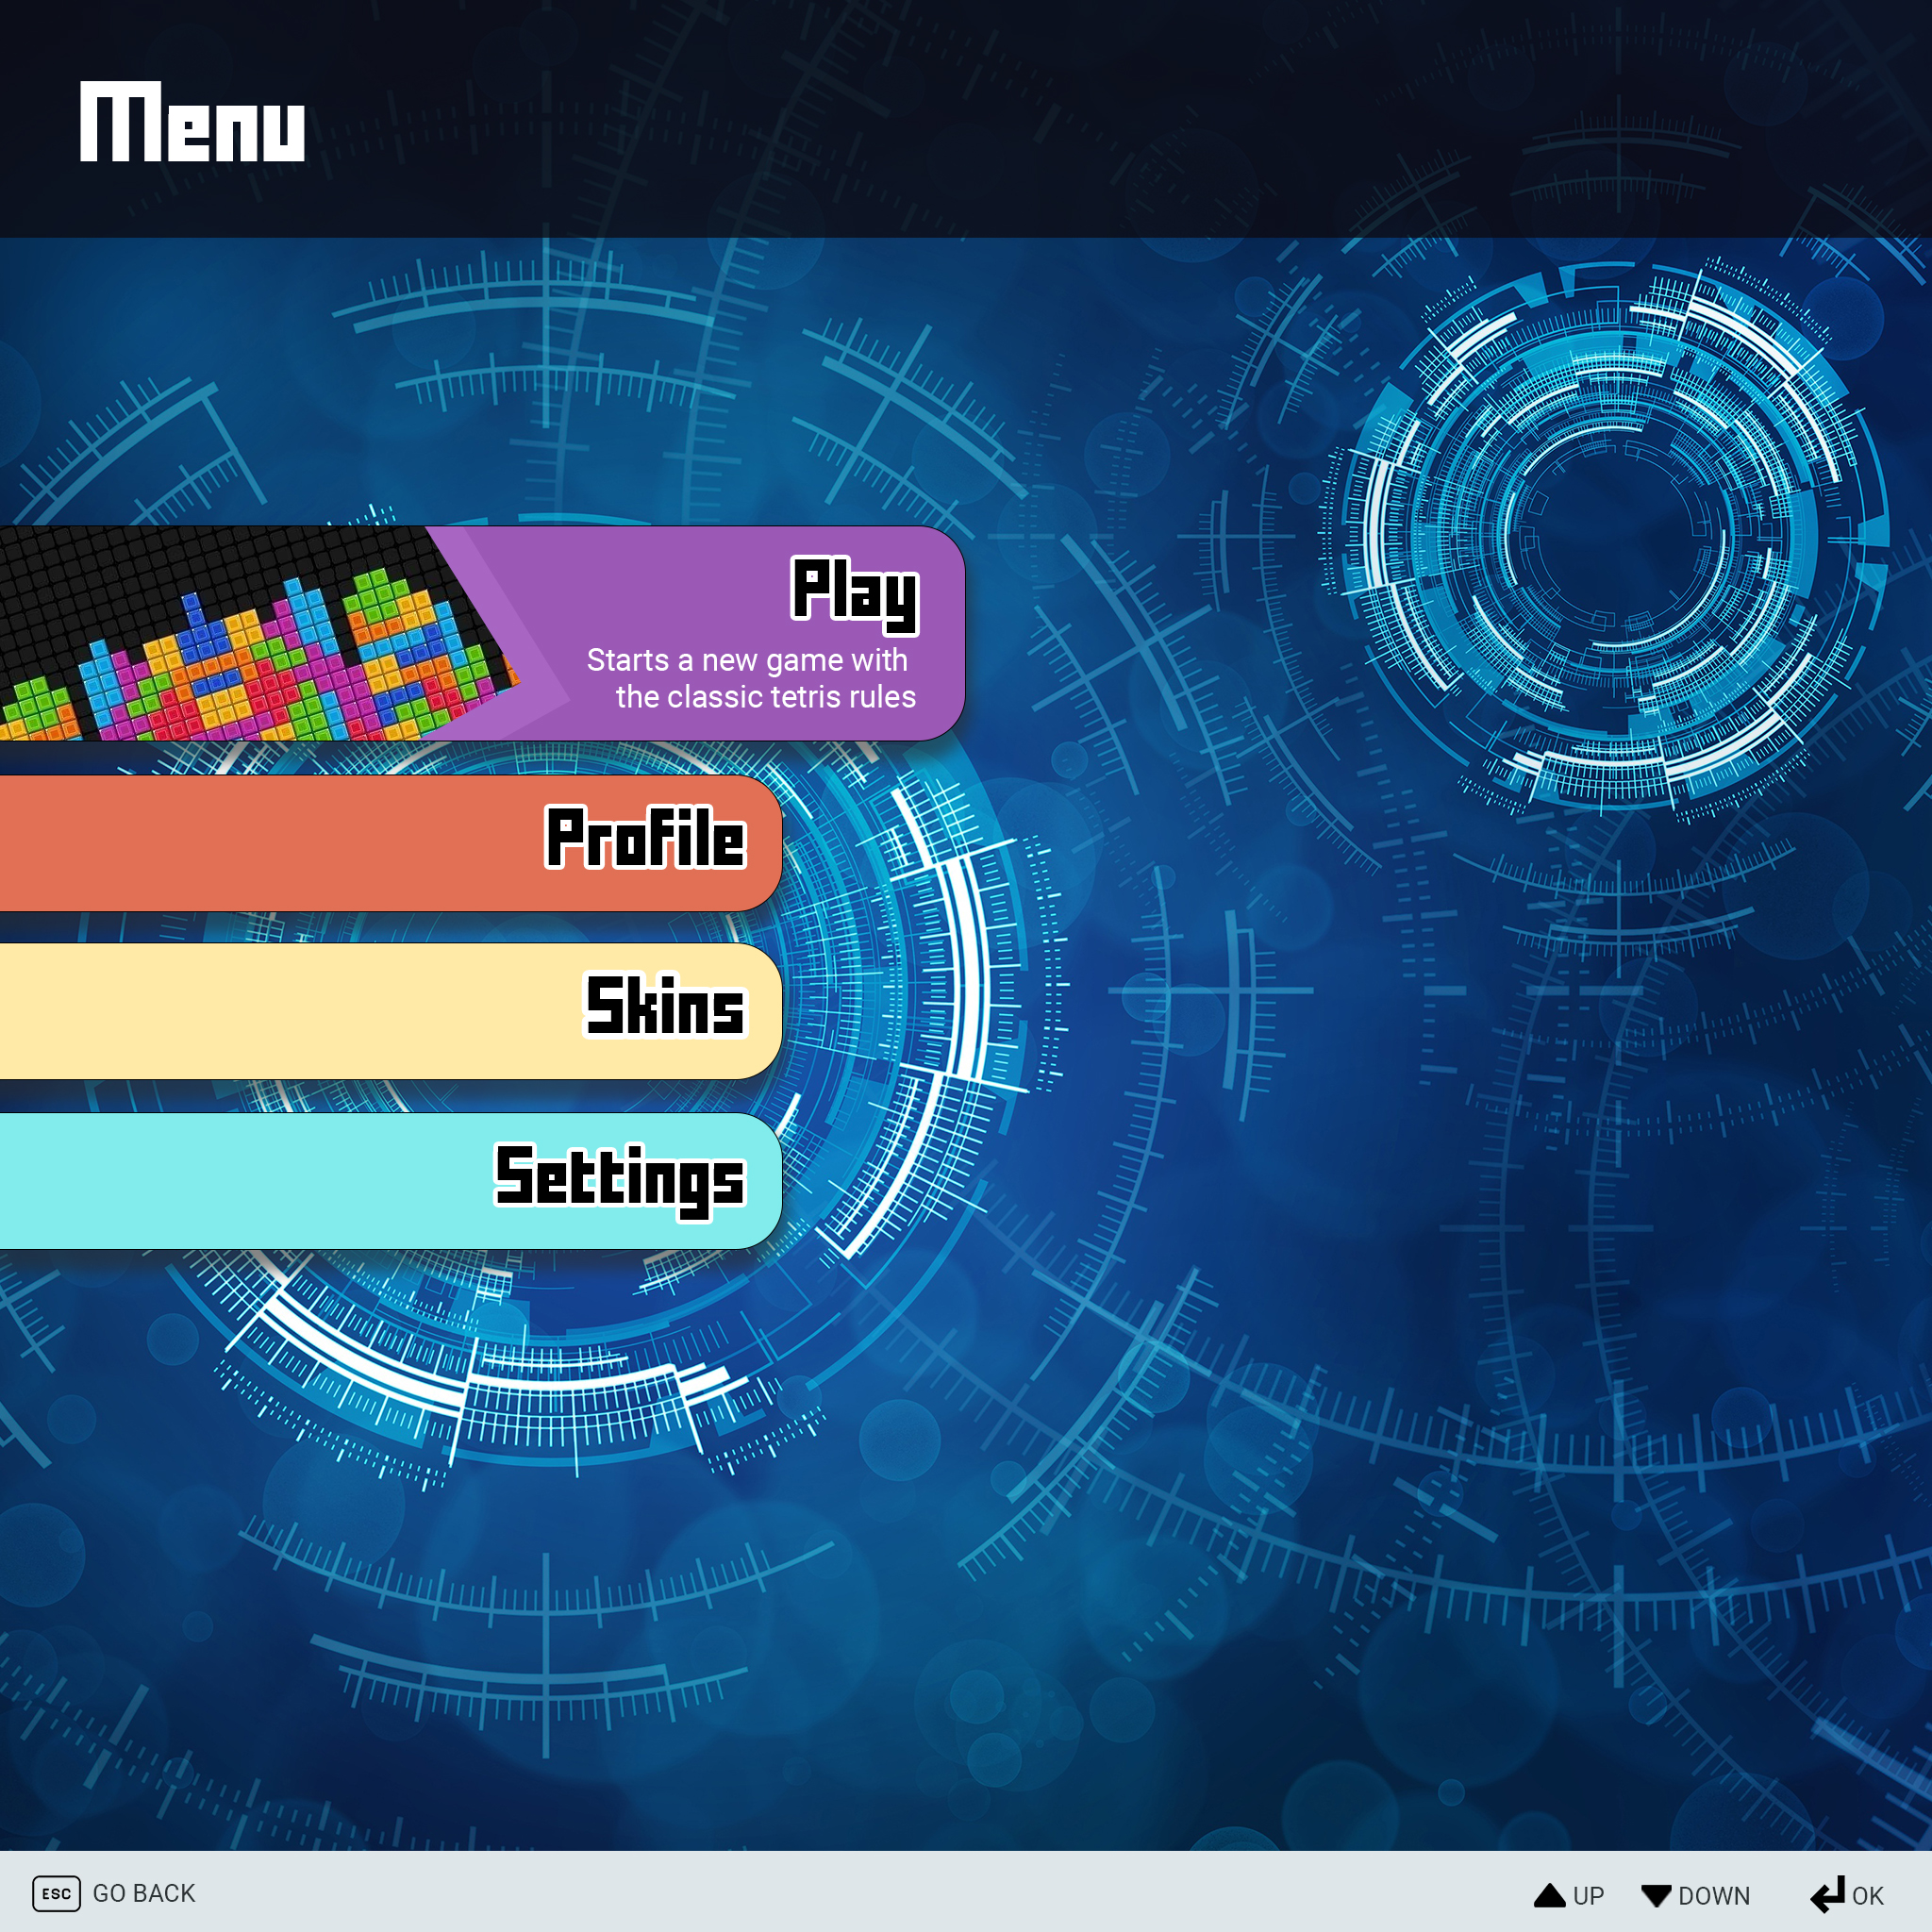 Menu
Play
Starts a new game with
the classic tetris rules
Profile
Skins
Settings
ESC GO BACK
UP DOWN OK